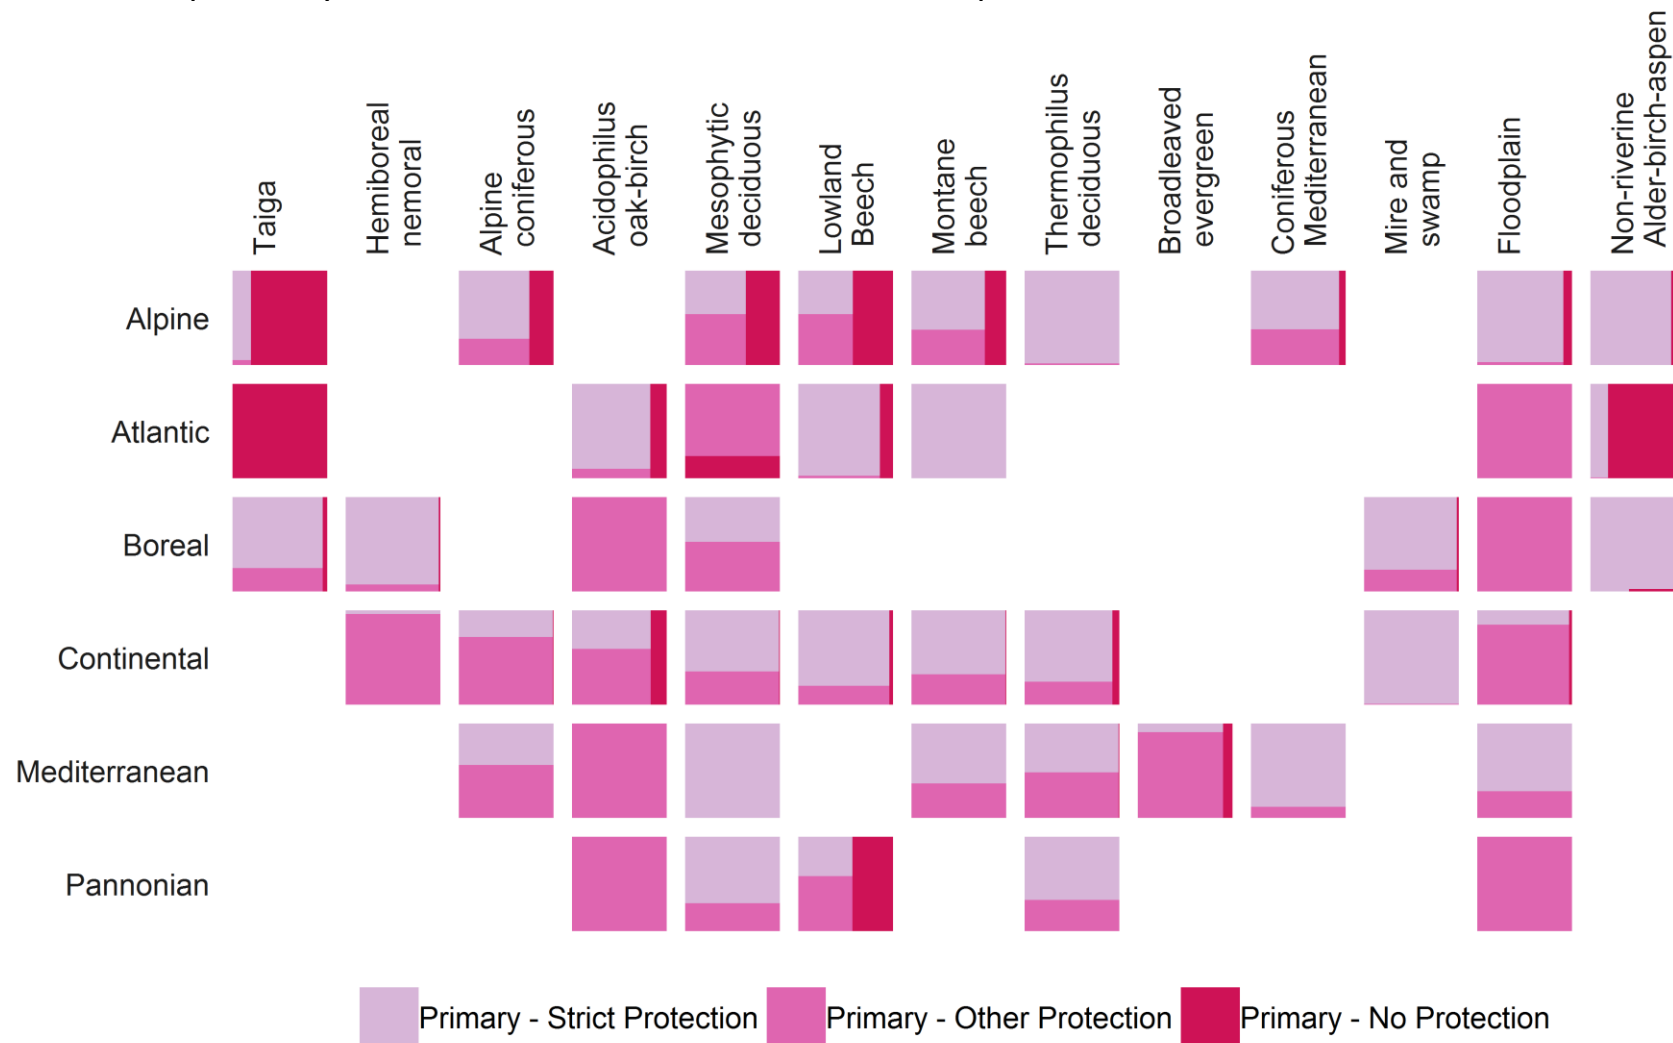 Taiga
Hemiboreal
nemoral
Alpine
coniferous
Acidophilus
oak-birch
Mesophytic
deciduous
Lowland
Beech
Montane
beech
Thermophilus
deciduous
Broadleaved
evergreen
Coniferous
Mediterranean
Mire and
swamp
Floodplain
Non-riverine
Alder-birch-aspen
Alpine
Atlantic
Boreal
Continental
Mediterranean
Pannonian
Primary - Strict Protection
Primary - Other Protection
Primary - No Protection